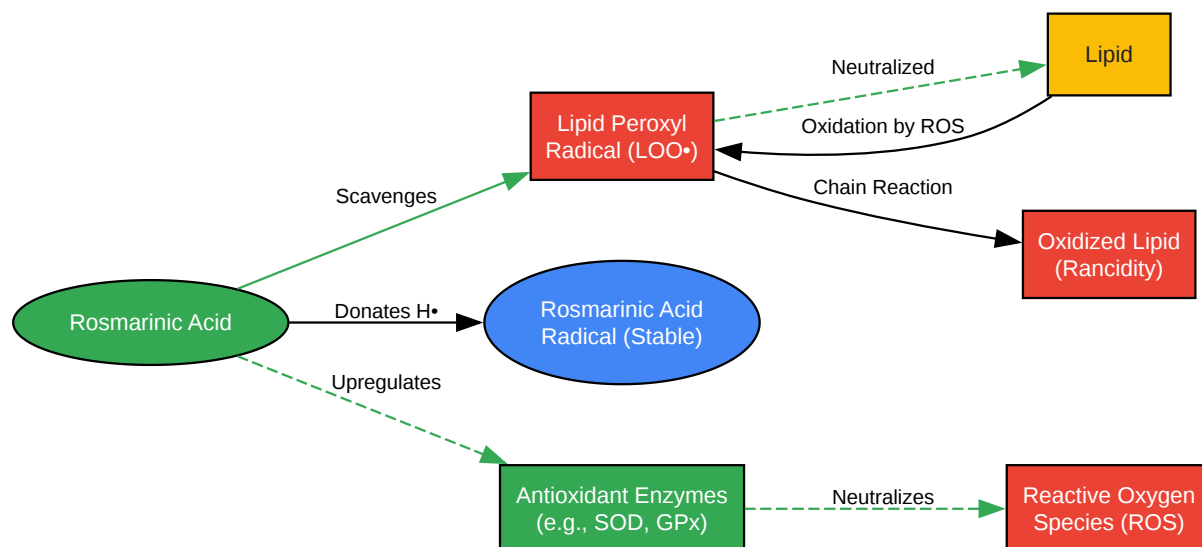 Lipid
Neutralized
Oxidation by ROS
Lipid Peroxyl
Radical (LOO•)
Chain Reaction
Scavenges
Oxidized Lipid
(Rancidity)
Rosmarinic Acid
Donates H•
Rosmarinic Acid
Radical (Stable)
Upregulates
Antioxidant Enzymes
(e.g., SOD, GPx)
Neutralizes
Reactive Oxygen
Species (ROS)